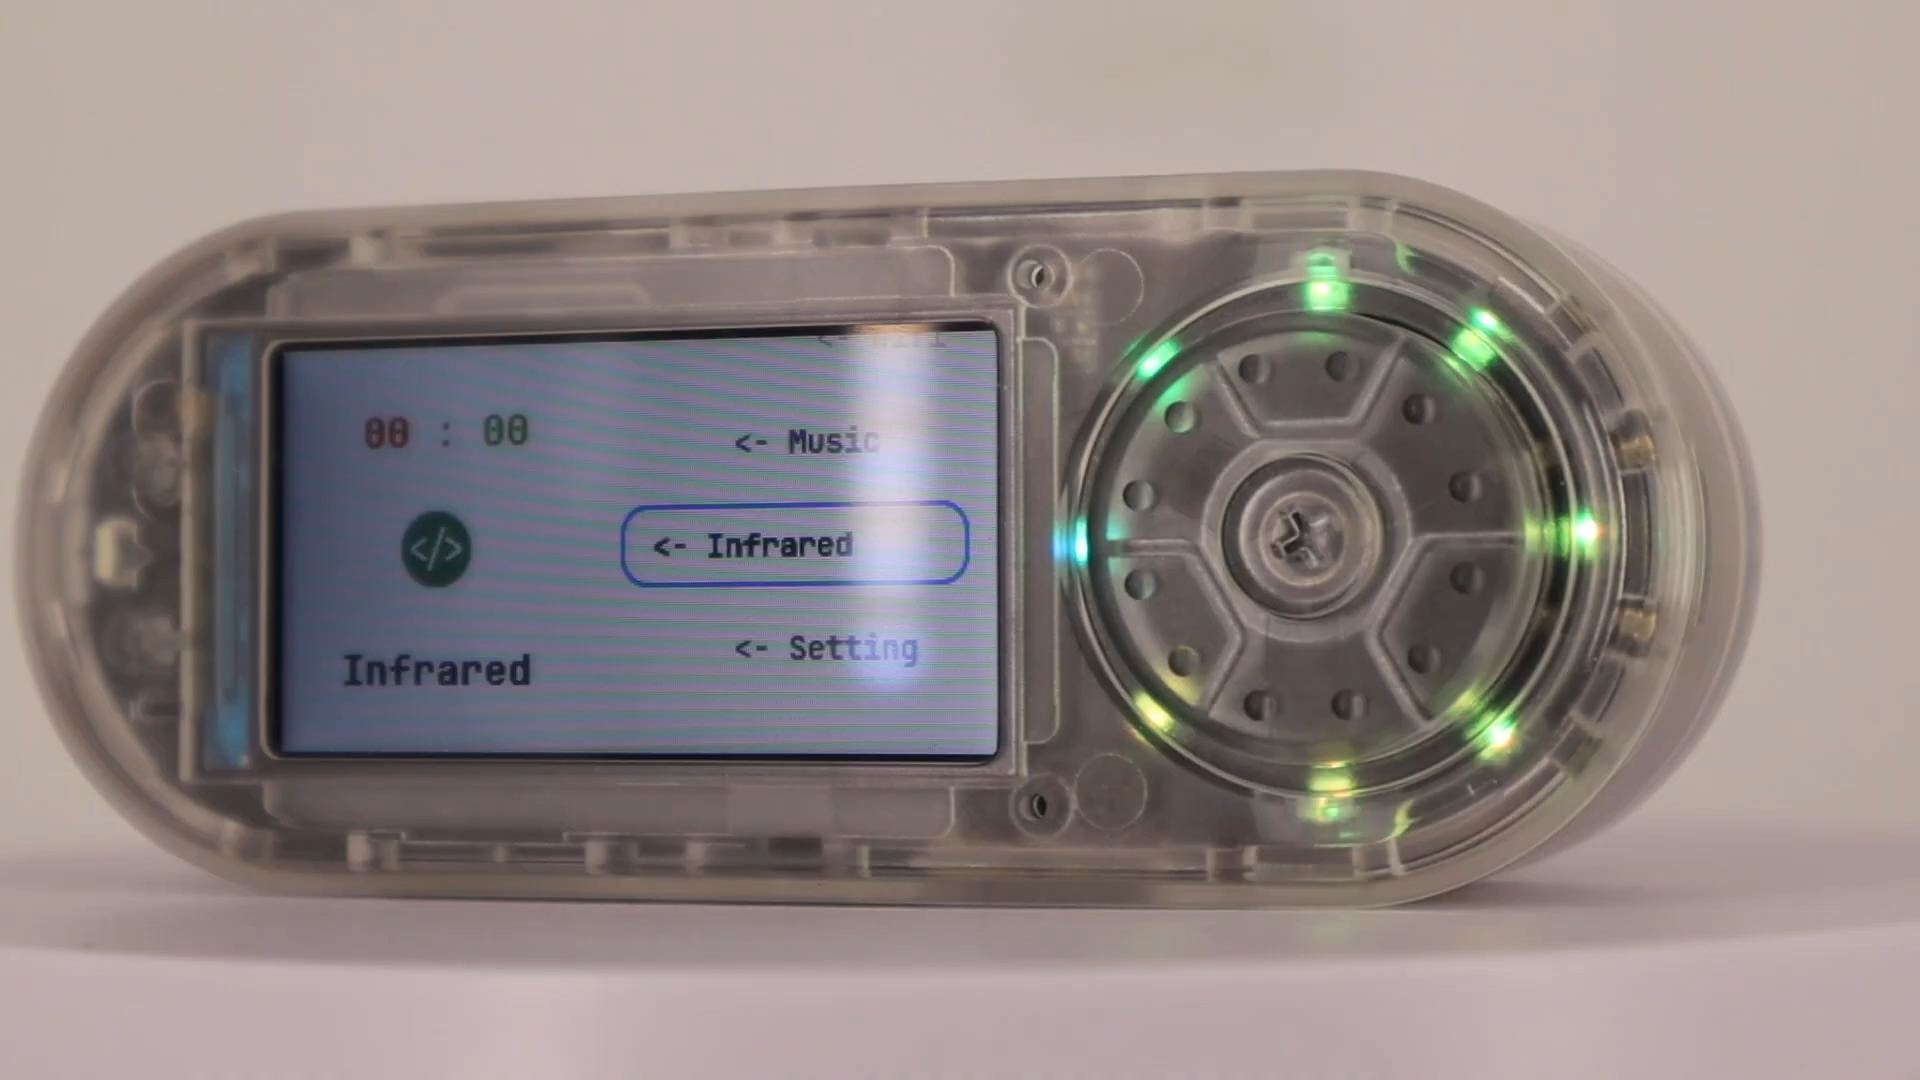 00 : 00
</>
Infrared
<- Music
<- Infrared
<- Setting